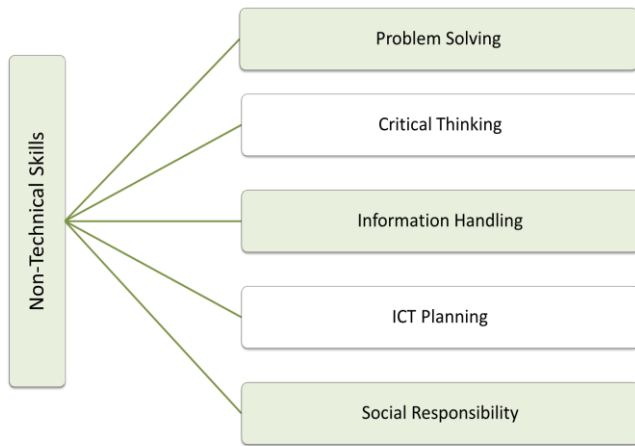 Non-Technical Skills
Problem Solving
Critical Thinking
Information Handling
ICT Planning
Social Responsibility